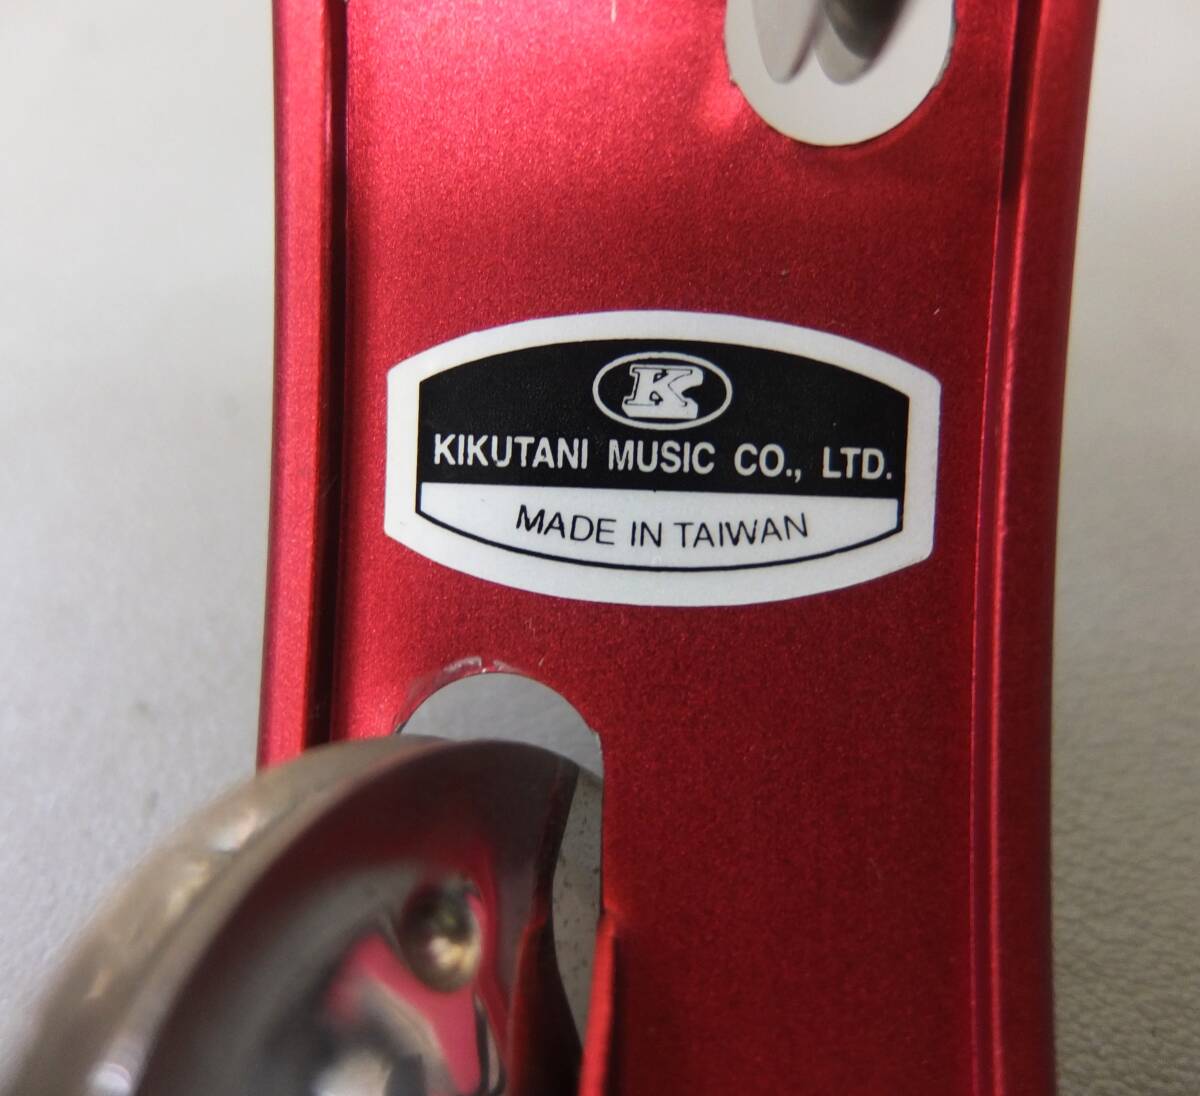 K
KIKUTANI MUSIC CO., LTD.
MADE IN TAIWAN